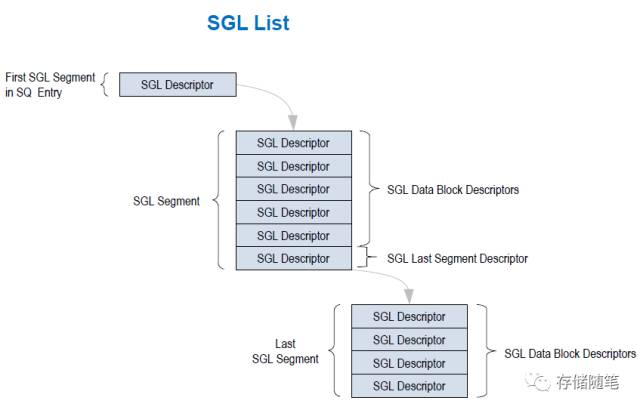 SGL List
First SGL Segment
in SQ Entry
SGL Descriptor
SGL Segment
SGL Descriptor
SGL Descriptor
SGL Descriptor
SGL Descriptor
SGL Descriptor
SGL Descriptor
SGL Data Block Descriptors
SGL Last Segment Descriptor
Last
SGL Segment
SGL Descriptor
SGL Descriptor
SGL Descriptor
SGL Descriptor
SGL Data Block Descriptors
存储随笔